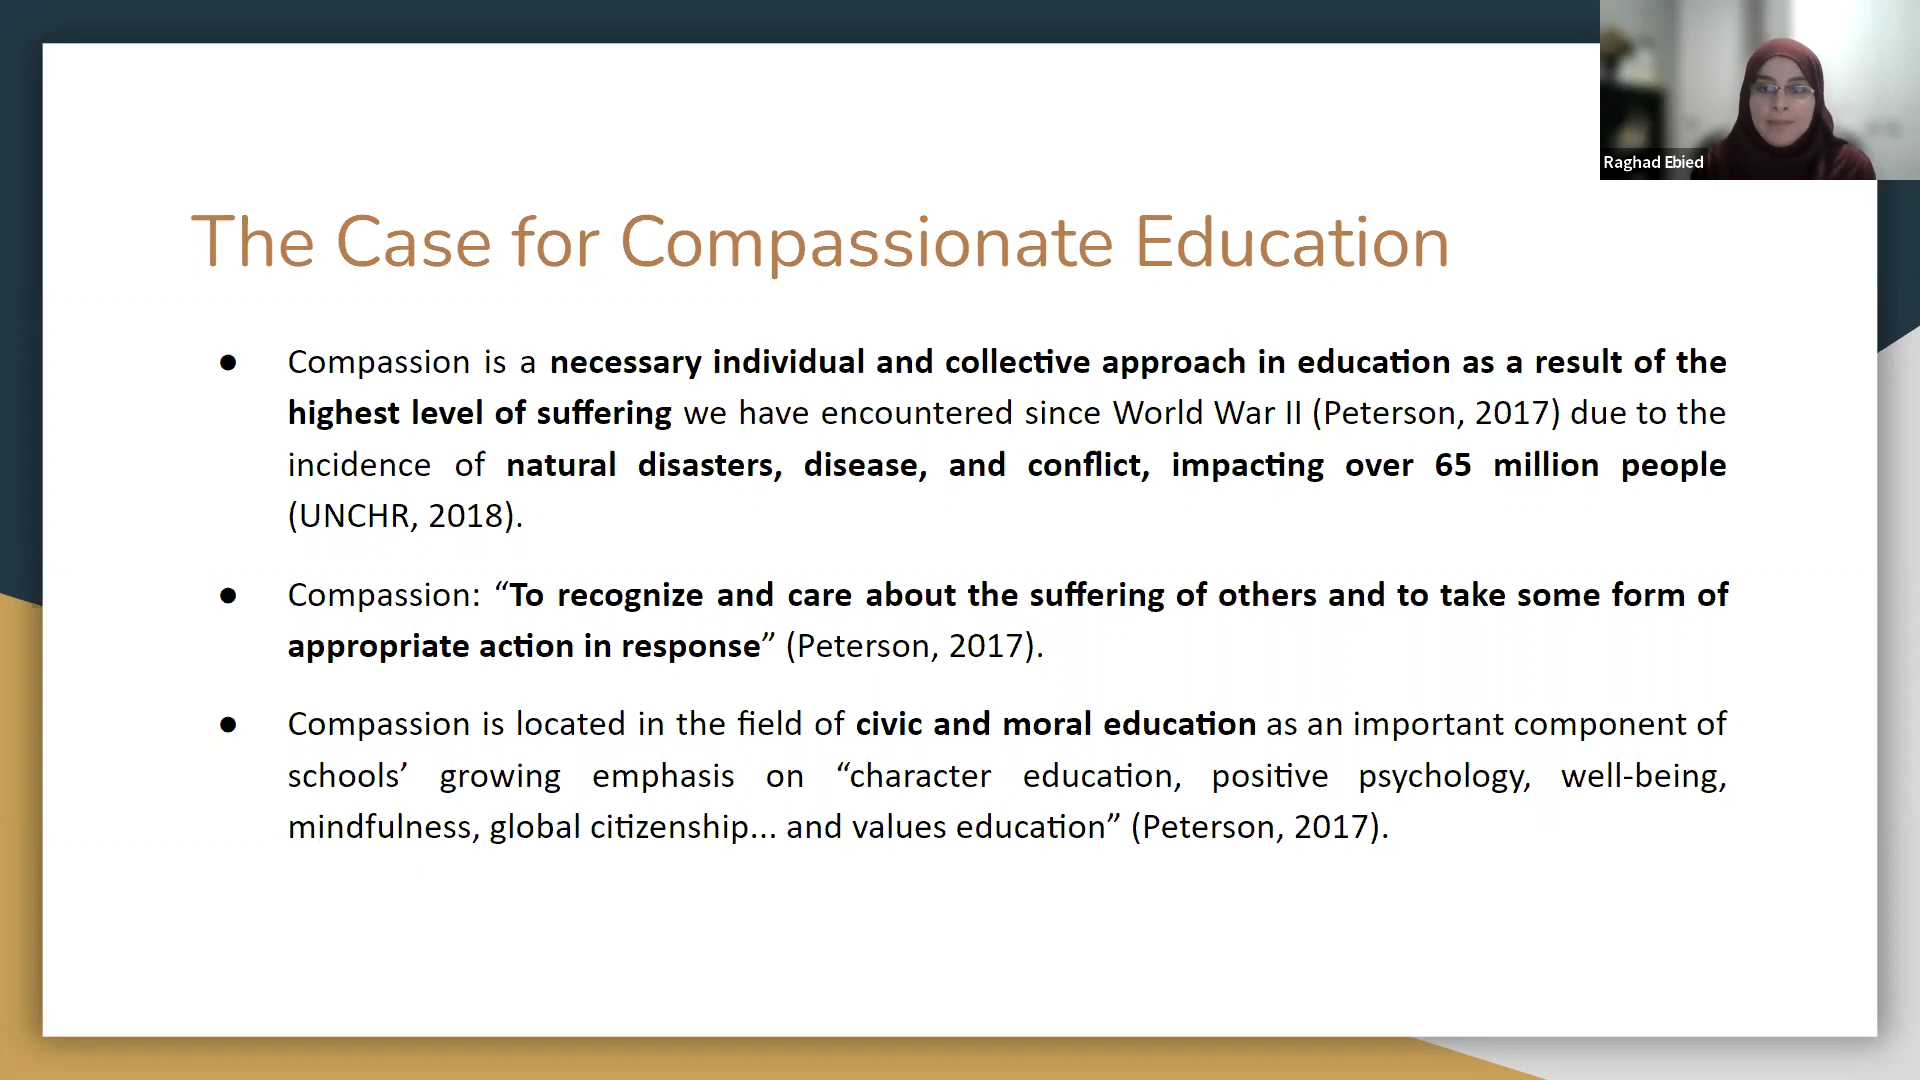 Raghad Ebied
The Case for Compassionate Education
● Compassion is a necessary individual and collective approach in education as a result of the
highest level of suffering we have encountered since World War II (Peterson, 2017) due to the
incidence of natural disasters, disease, and conflict, impacting over 65 million people
(UNCHR, 2018).
● Compassion: “To recognize and care about the suffering of others and to take some form of
appropriate action in response” (Peterson, 2017).
● Compassion is located in the field of civic and moral education as an important component of
schools’ growing emphasis on “character education, positive psychology, well-being,
mindfulness, global citizenship... and values education” (Peterson, 2017).